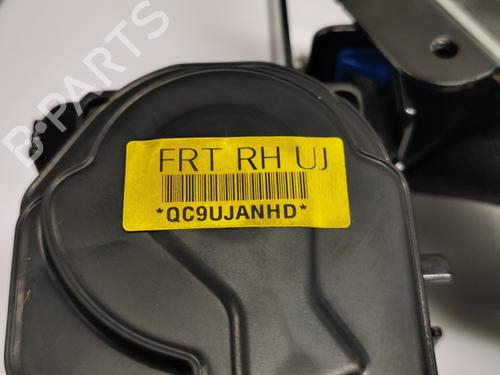 B-PARTS
FRT RH UJ
*QC9UJANHD*